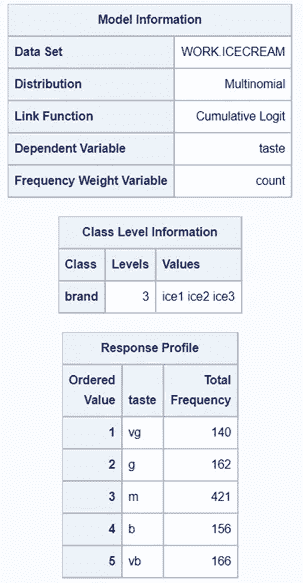 Model Information
Data Set WORK.ICECREAM
Distribution Multinomial
Link Function Cumulative Logit
Dependent Variable taste
Frequency Weight Variable count
Class Level Information
Class Levels Values
brand 3 ice1 ice2 ice3
Response Profile
Ordered Total
Value taste Frequency
1 vg 140
2 g 162
3 m 421
4 b 156
5 vb 166